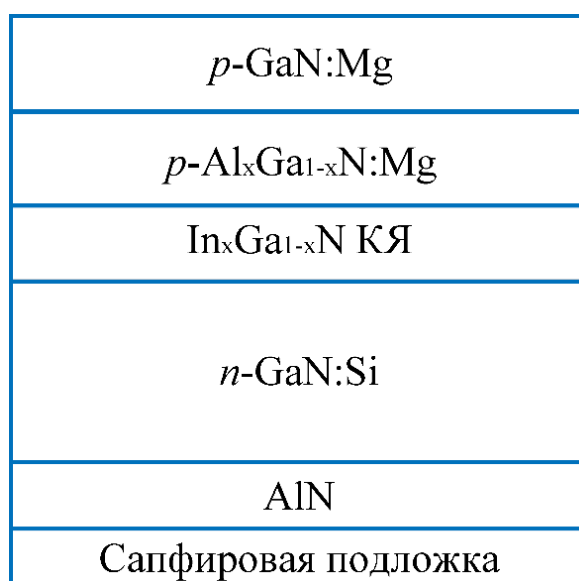 p-GaN:Mg
p-AlxGa1-xN:Mg
InxGa1-xN КЯ
n-GaN:Si
AlN
Сапфировая подложка